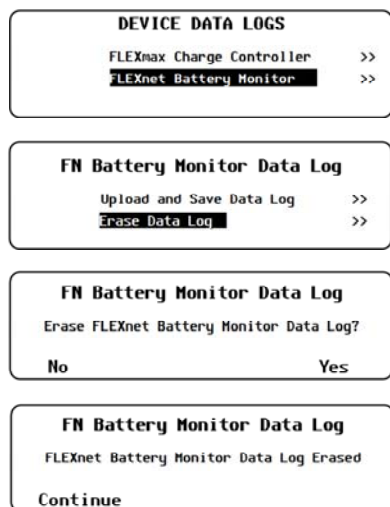 DEVICE DATA LOGS
FLEXmax Charge Controller >>
FLEXnet Battery Monitor >>
FN Battery Monitor Data Log
Upload and Save Data Log >>
Erase Data Log >>
FN Battery Monitor Data Log
Erase FLEXnet Battery Monitor Data Log?
No Yes
FN Battery Monitor Data Log
FLEXnet Battery Monitor Data Log Erased
Continue